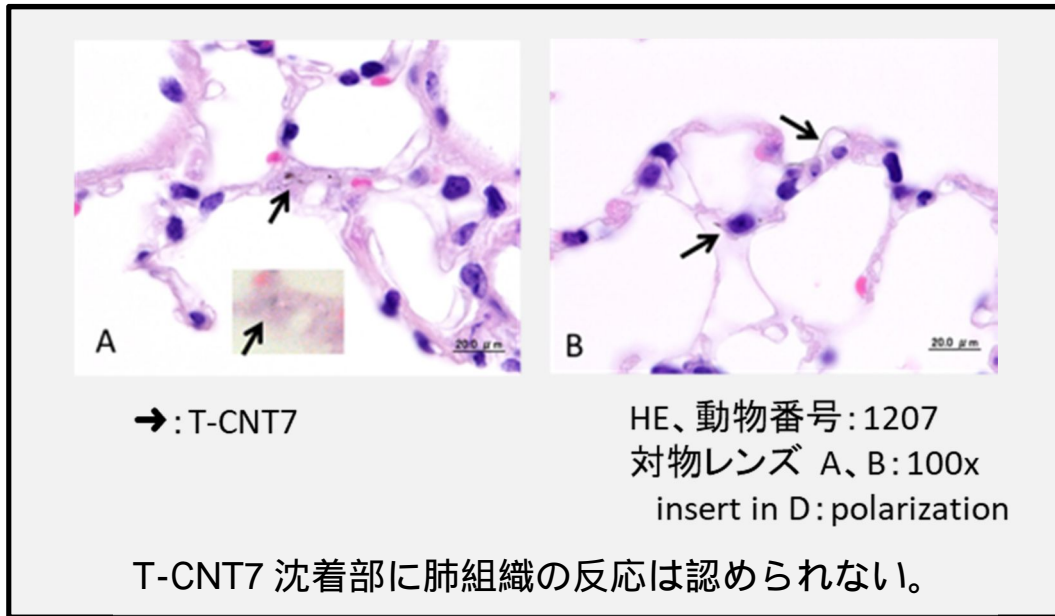 A
20.0 μm
B
20.0 μm
➔：T-CNT7
HE、動物番号：1207
対物レンズ A、B：100x
insert in D：polarization
T-CNT7 沈着部に肺組織の反応は認められない。